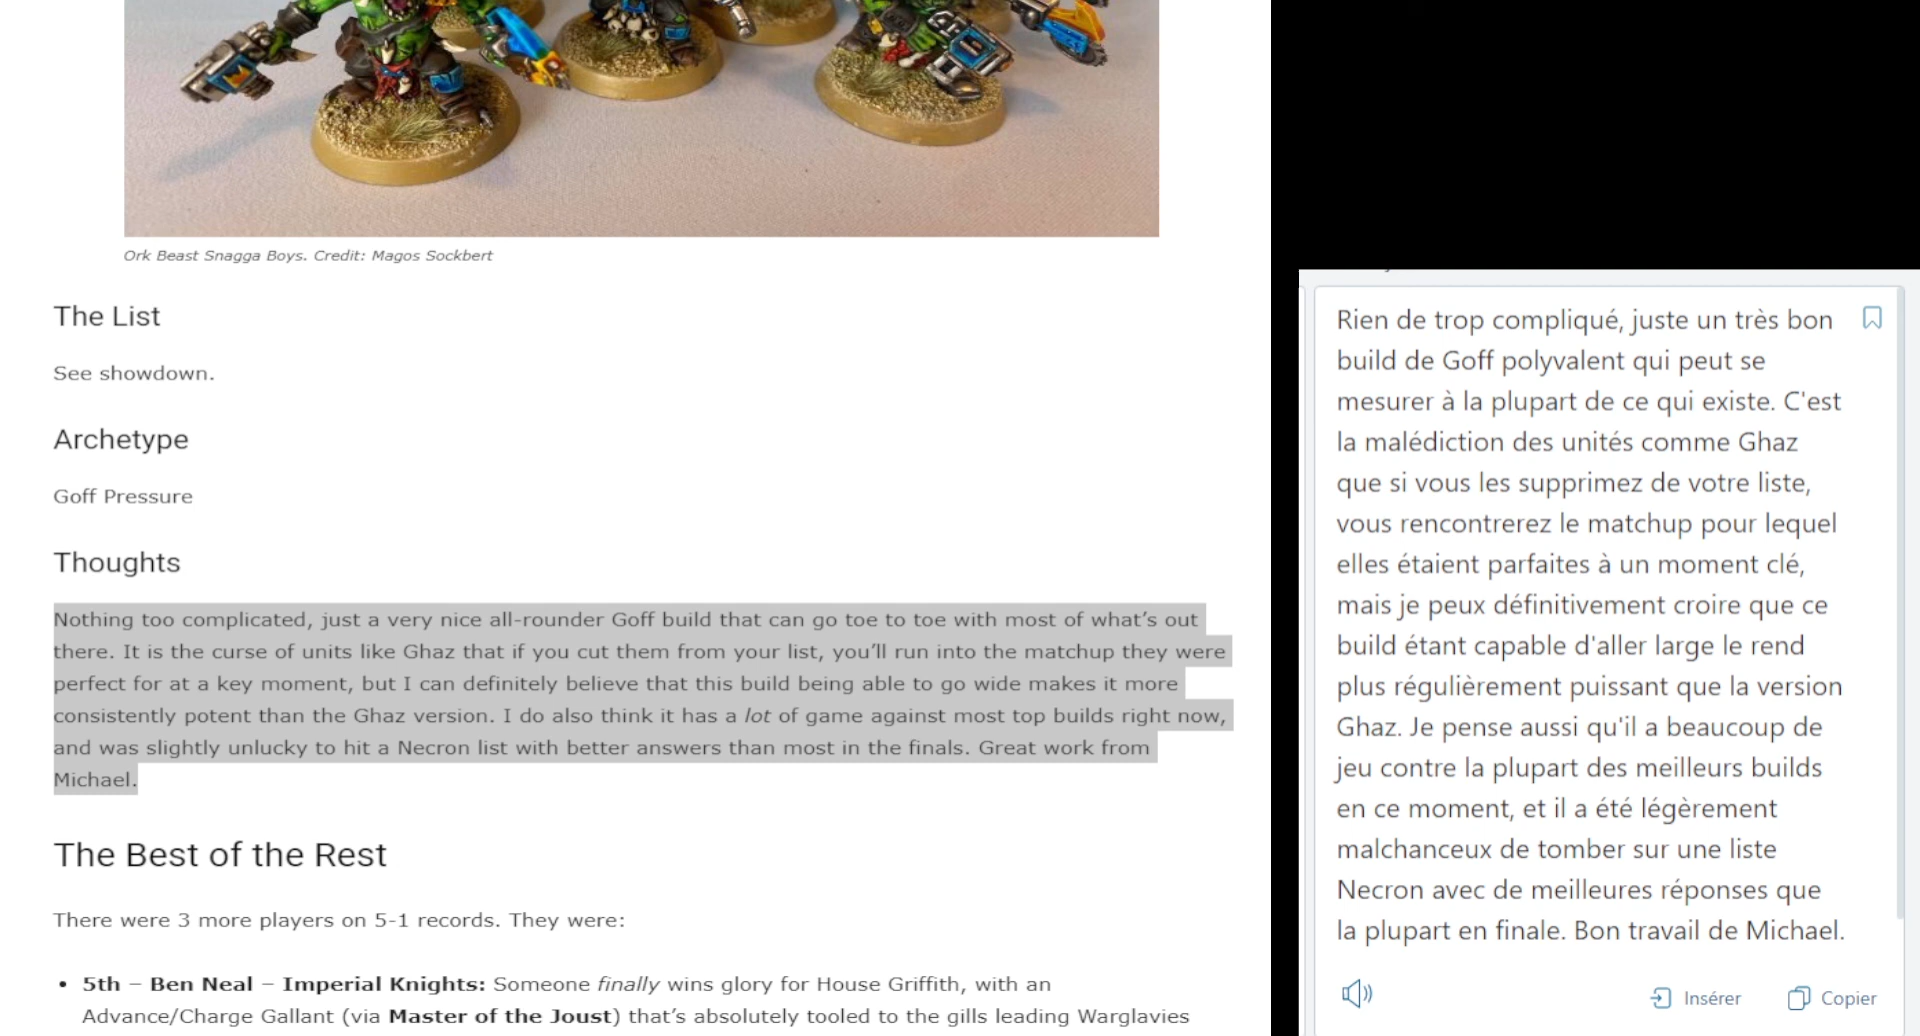 Ork Beast Snagga Boys. Credit: Magos Sockbert
The List
See showdown.
Archetype
Goff Pressure
Thoughts
Nothing too complicated, just a very nice all-rounder Goff build that can go toe to toe with most of what’s out
there. It is the curse of units like Ghaz that if you cut them from your list, you’ll run into the matchup they were
perfect for at a key moment, but I can definitely believe that this build being able to go wide makes it more
consistently potent than the Ghaz version. I do also think it has a lot of game against most top builds right now,
and was slightly unlucky to hit a Necron list with better answers than most in the finals. Great work from
Michael.
The Best of the Rest
There were 3 more players on 5-1 records. They were:
• 5th – Ben Neal – Imperial Knights: Someone finally wins glory for House Griffith, with an
Advance/Charge Gallant (via Master of the Joust) that’s absolutely tooled to the gills leading Warglavies
Rien de trop compliqué, juste un très bon
build de Goff polyvalent qui peut se
mesurer à la plupart de ce qui existe. C'est
la malédiction des unités comme Ghaz
que si vous les supprimez de votre liste,
vous rencontrerez le matchup pour lequel
elles étaient parfaites à un moment clé,
mais je peux définitivement croire que ce
build étant capable d'aller large le rend
plus régulièrement puissant que la version
Ghaz. Je pense aussi qu'il a beaucoup de
jeu contre la plupart des meilleurs builds
en ce moment, et il a été légèrement
malchanceux de tomber sur une liste
Necron avec de meilleures réponses que
la plupart en finale. Bon travail de Michael.
Insérer
Copier